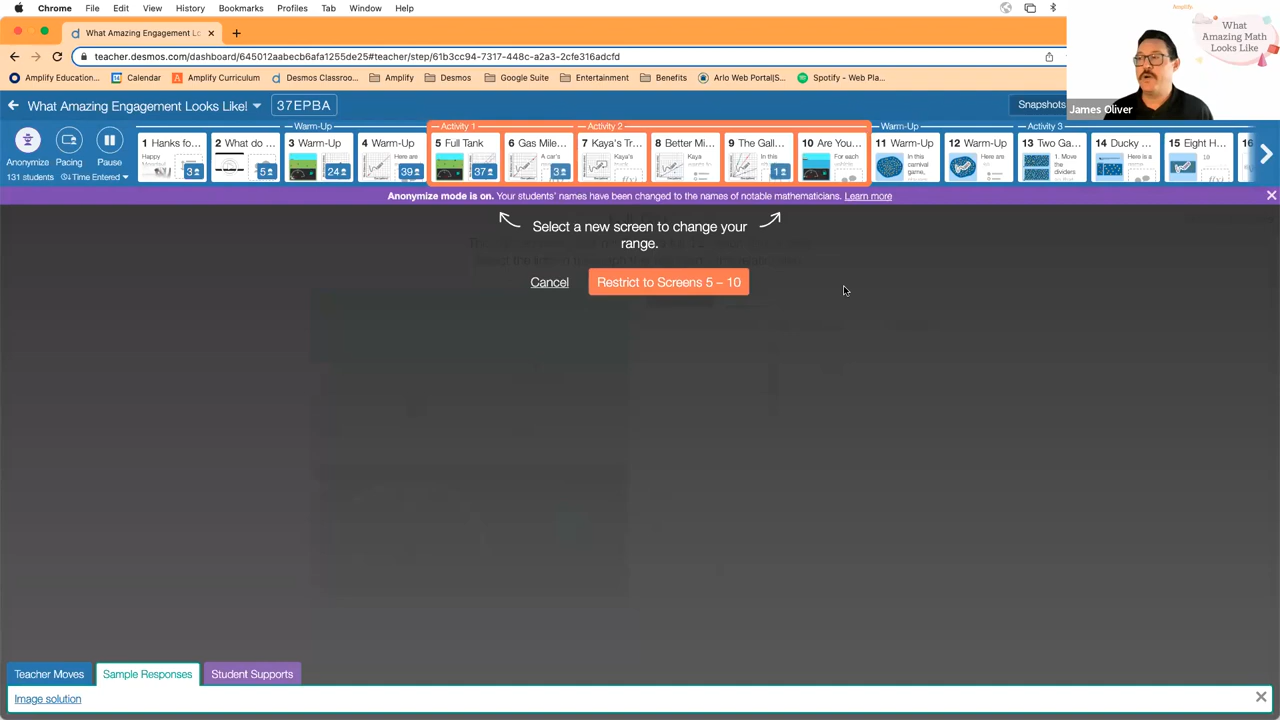 Chrome File Edit View History Bookmarks Profiles Tab Window Help
What Amazing Engagement Lo
teacher.desmos.com/dashboard/645012aabecb6afa1255de25#teacher/step/61b3cc94-7317-448c-a2a3-2cfe316adcfd
Amplify Education... Calendar Amplify Curriculum Desmos Classroo... Amplify Desmos Google Suite Entertainment Benefits Arlo Web Portal|S... Spotify - Web Pla...
Amplify
What
Amazing Math
Looks Like
James Oliver
What Amazing Engagement Looks Like! 37EPBA Snapshots
Warm-Up Activity 1 Activity 2 Warm-Up Activity 3
1 Hanks fo... 2 What do ... 3 Warm-Up 4 Warm-Up 5 Full Tank 6 Gas Mile... 7 Kaya's Tr... 8 Better Mi... 9 The Gall... 10 Are You... 11 Warm-Up 12 Warm-Up 13 Two Ga... 14 Ducky ... 15 Eight H... 16
Anonymize Pacing Pause
131 students Time Entered
3 5 24 39 37 3 1
Anonymize mode is on. Your students' names have been changed to the names of notable mathematicians. Learn more
Select a new screen to change your
range.
Cancel Restrict to Screens 5 – 10
Teacher Moves Sample Responses Student Supports
Image solution